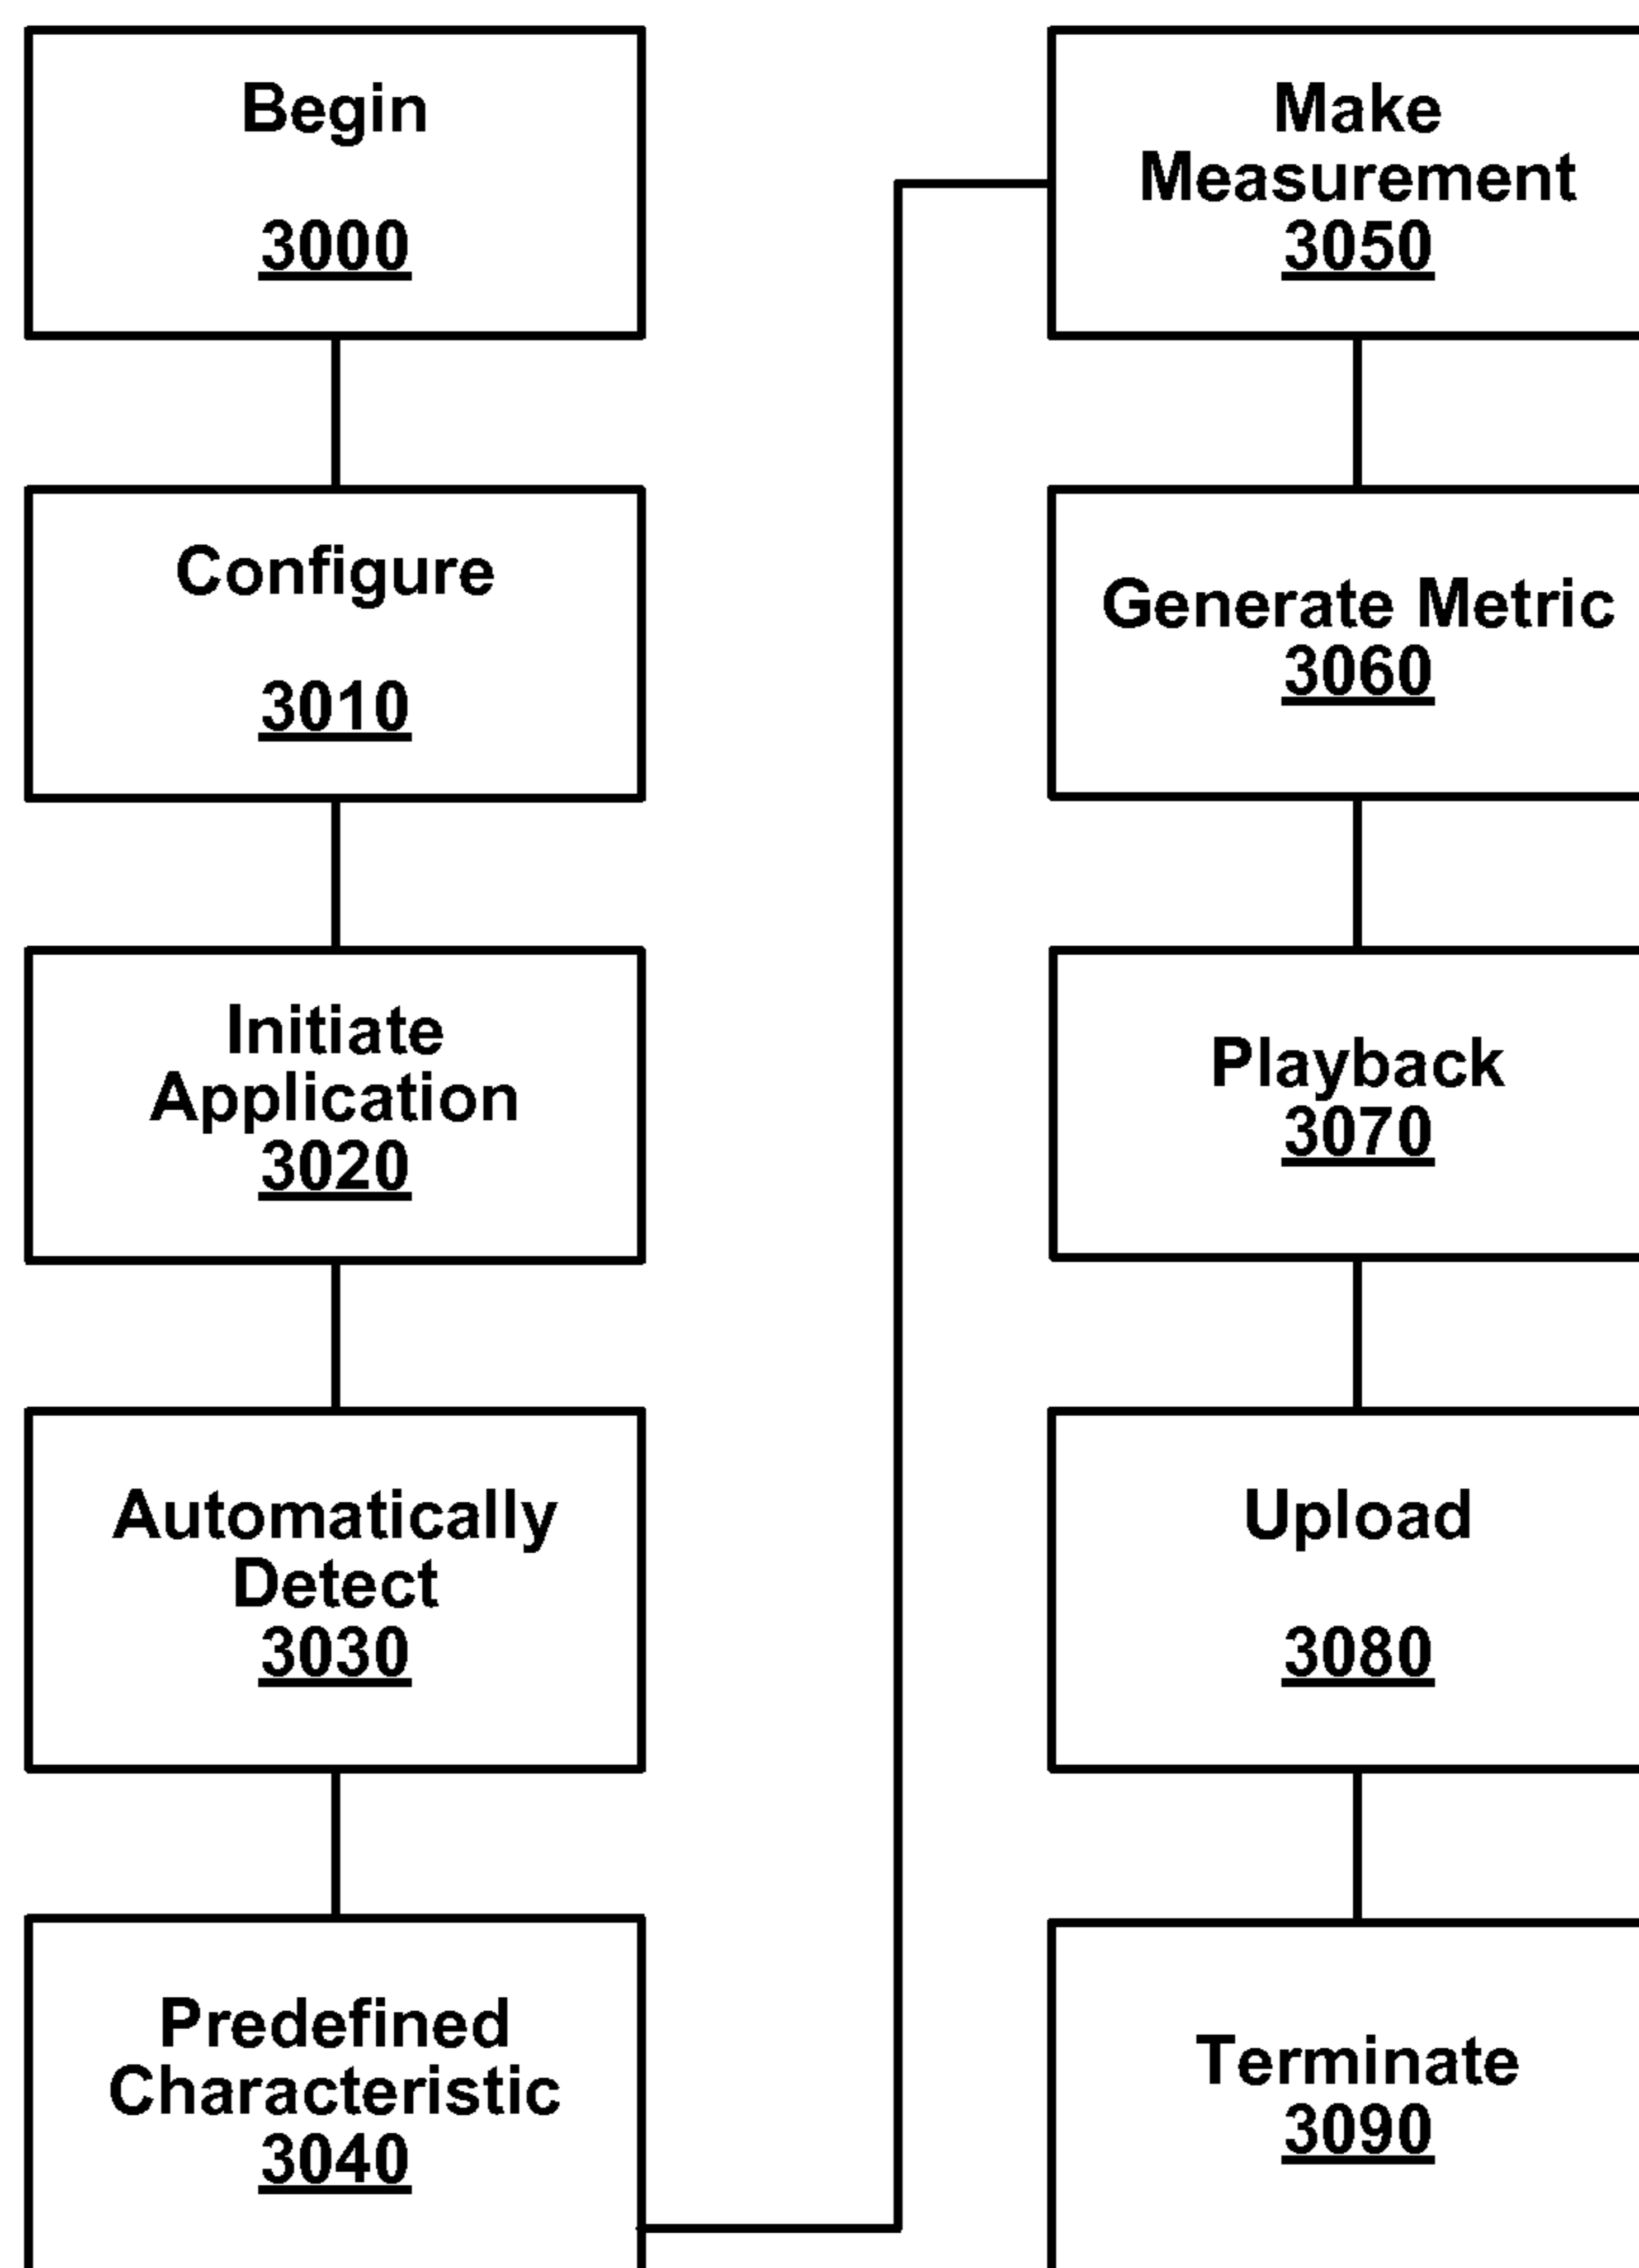 Begin
3000
Configure
3010
Initiate
Application
3020
Automatically
Detect
3030
Predefined
Characteristic
3040
Make
Measurement
3050
Generate Metric
3060
Playback
3070
Upload
3080
Terminate
3090